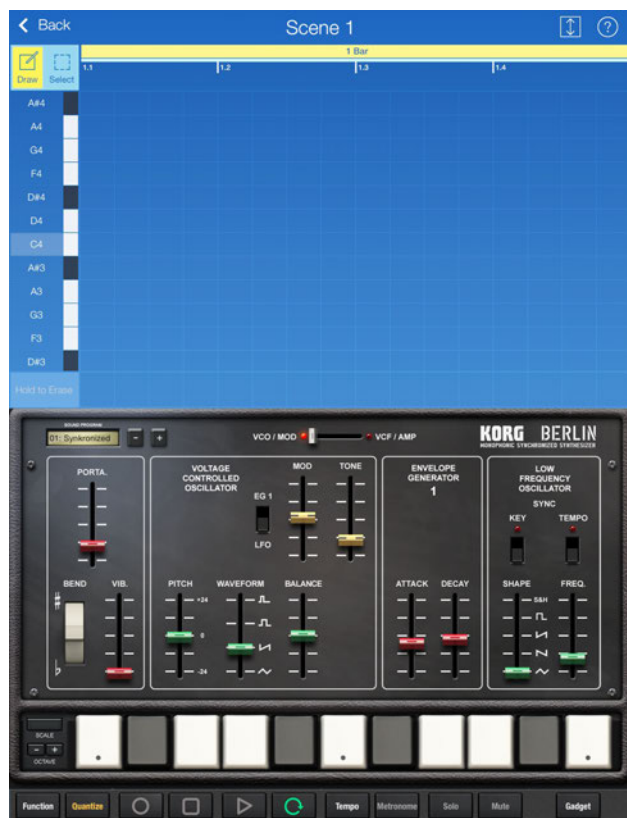 Back
Scene 1
?
1 Bar
Draw
Select
1.1
1.2
1.3
1.4
A#4
A4
G4
F4
D#4
D4
C4
A#3
A3
G3
F3
D#3
Hold to Erase
SOUND PROGRAM
01: Synkronized
- +
VCO / MOD
VCF / AMP
KORG BERLIN
MONOPHONIC SYNCHRONIZED SYNTHESIZER
PORTA.
VOLTAGE
CONTROLLED
OSCILLATOR
MOD
TONE
EG 1
LFO
ENVELOPE
GENERATOR
1
LOW
FREQUENCY
OSCILLATOR
SYNC
KEY
TEMPO
BEND
VIB.
PITCH
+24
0
-24
WAVEFORM
BALANCE
ATTACK
DECAY
SHAPE
S&H
FREQ.
SCALE
- +
OCTAVE
Function
Quantize
Tempo
Metronome
Solo
Mute
Gadget